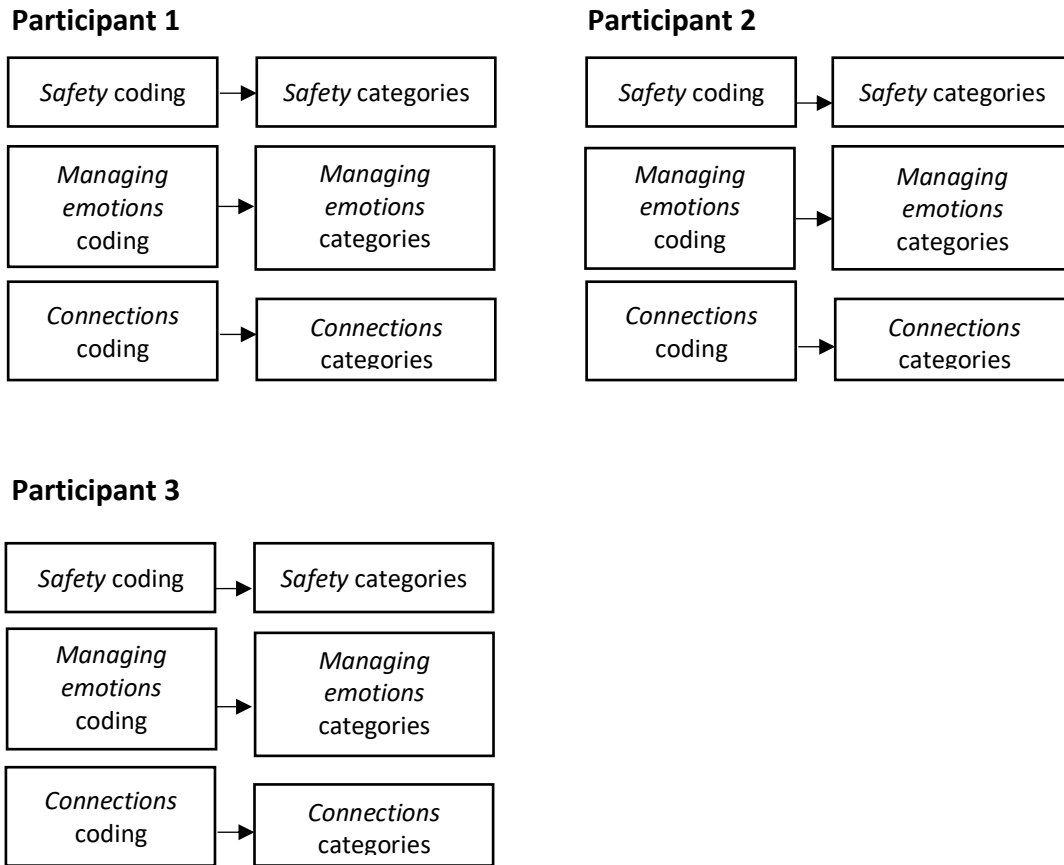 Participant 1
Safety coding
Safety categories
Managing
emotions
coding
Managing
emotions
categories
Connections
coding
Connections
categories
Participant 2
Safety coding
Safety categories
Managing
emotions
coding
Managing
emotions
categories
Connections
coding
Connections
categories
Participant 3
Safety coding
Safety categories
Managing
emotions
coding
Managing
emotions
categories
Connections
coding
Connections
categories